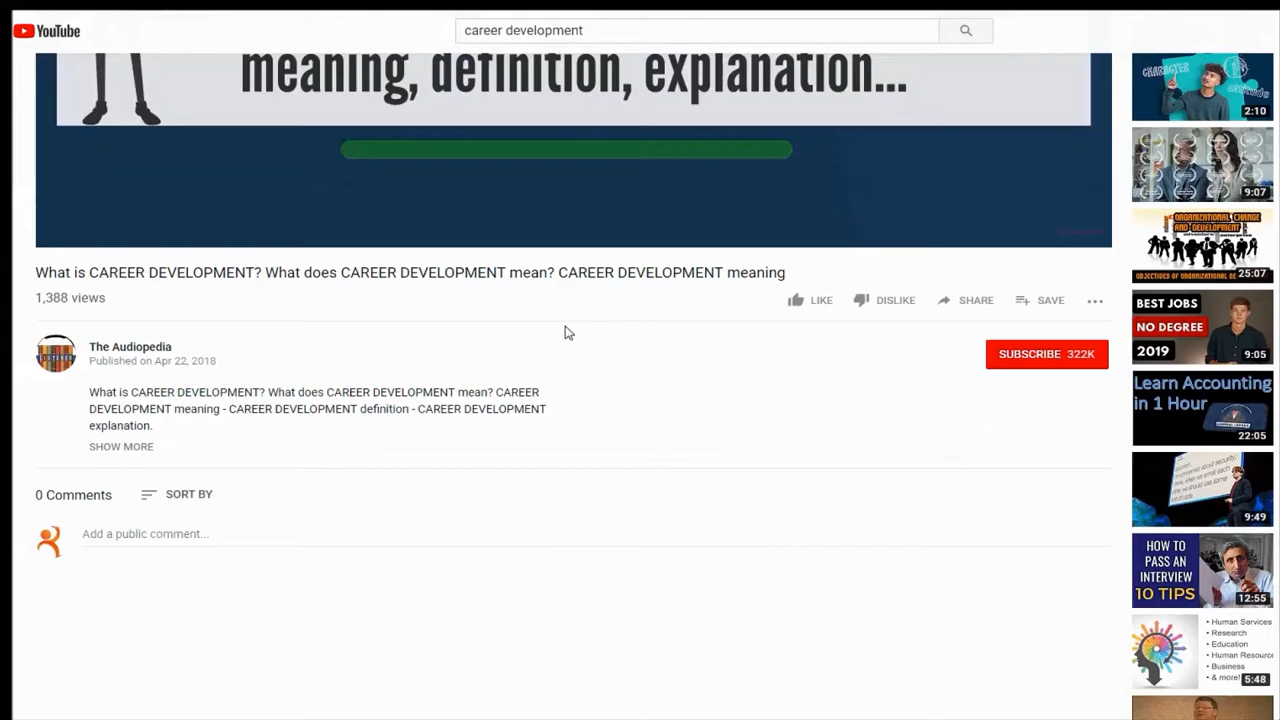 YouTube
career development
meaning, definition, explanation...
What is CAREER DEVELOPMENT? What does CAREER DEVELOPMENT mean? CAREER DEVELOPMENT meaning
1,388 views
LIKE
DISLIKE
SHARE
SAVE
The Audiopedia
Published on Apr 22, 2018
SUBSCRIBE 322K
What is CAREER DEVELOPMENT? What does CAREER DEVELOPMENT mean? CAREER
DEVELOPMENT meaning - CAREER DEVELOPMENT definition - CAREER DEVELOPMENT
explanation.
SHOW MORE
0 Comments
SORT BY
Add a public comment...
CHARACTER
2:10
9:07
ORGANIZATIONAL CHANGE
AND DEVELOPMENT
25:07
BEST JOBS
NO DEGREE
2019
9:05
Learn Accounting
in 1 Hour
22:05
9:49
HOW TO
PASS AN
INTERVIEW
10 TIPS
12:55
• Human Services
• Research
• Education
• Human Resourc
• Business
• & more!
5:48